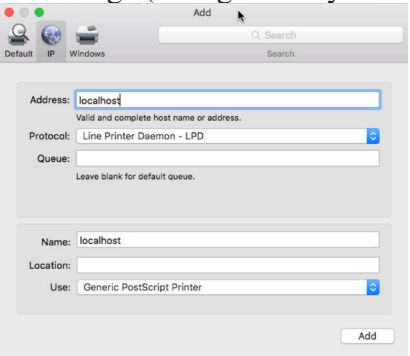 Add
Q Search
Default IP Windows Search
Address: localhost
Valid and complete host name or address.
Protocol: Line Printer Daemon - LPD
Queue:
Leave blank for default queue.
Name: localhost
Location:
Use: Generic PostScript Printer
Add